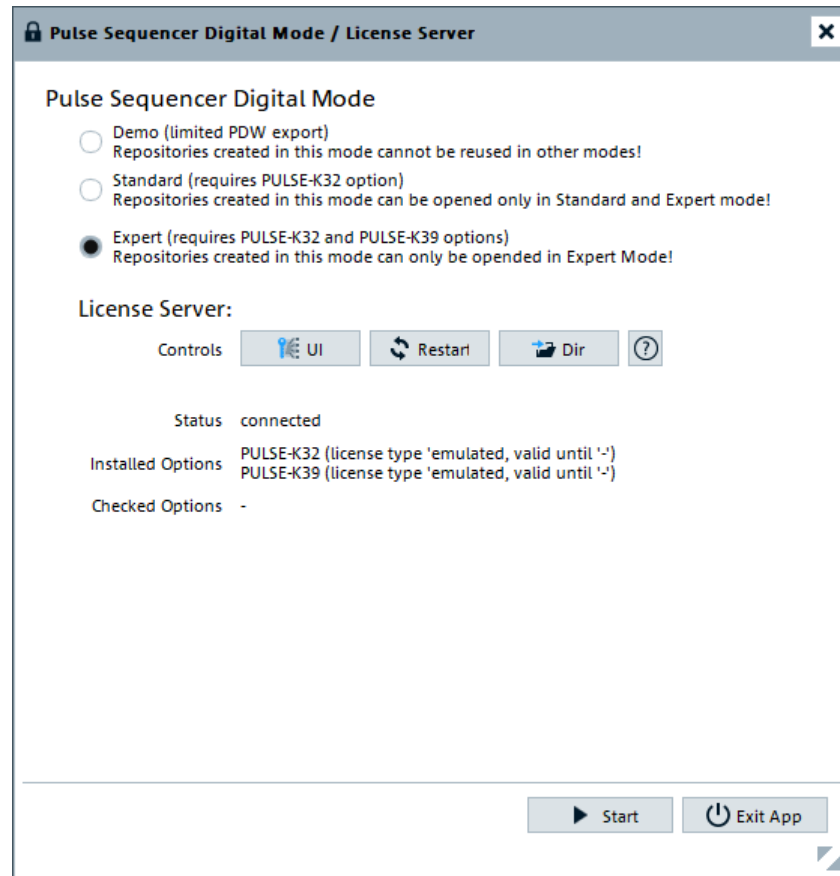 Pulse Sequencer Digital Mode / License Server
Pulse Sequencer Digital Mode
Demo (limited PDW export)
Repositories created in this mode cannot be reused in other modes!
Standard (requires PULSE-K32 option)
Repositories created in this mode can be opened only in Standard and Expert mode!
Expert (requires PULSE-K32 and PULSE-K39 options)
Repositories created in this mode can only be opended in Expert Mode!
License Server:
Controls UI Restart Dir ?
Status connected
Installed Options PULSE-K32 (license type 'emulated, valid until '-')
PULSE-K39 (license type 'emulated, valid until '-')
Checked Options -
Start Exit App